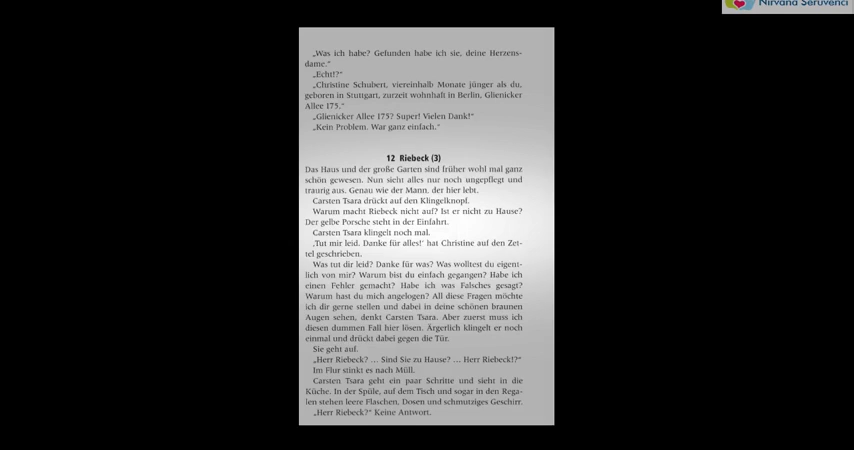 Nirvana Serüvenci
„Was ich habe? Gefunden habe ich sie, deine Herzens-
dame.“
„Echt!?“
„Christine Schubert, viereinhalb Monate jünger als du,
geboren in Stuttgart, zurzeit wohnhaft in Berlin, Glienicker
Allee 175.“
„Glienicker Allee 175? Super! Vielen Dank!“
„Kein Problem. War ganz einfach.“
12 Riebeck (3)
Das Haus und der große Garten sind früher wohl mal ganz
schön gewesen. Nun sieht alles nur noch ungepflegt und
traurig aus. Genau wie der Mann, der hier lebt.
Carsten Tsara drückt auf den Klingelknopf.
Warum macht Riebeck nicht auf? Ist er nicht zu Hause?
Der gelbe Porsche steht in der Einfahrt.
Carsten Tsara klingelt noch mal.
‚Tut mir leid. Danke für alles!‘ hat Christine auf den Zet-
tel geschrieben.
Was tut dir leid? Danke für was? Was wolltest du eigent-
lich von mir? Warum bist du einfach gegangen? Habe ich
einen Fehler gemacht? Habe ich was Falsches gesagt?
Warum hast du mich angelogen? All diese Fragen möchte
ich dir gerne stellen und dabei in deine schönen braunen
Augen sehen, denkt Carsten Tsara. Aber zuerst muss ich
diesen dummen Fall hier lösen. Ärgerlich klingelt er noch
einmal und drückt dabei gegen die Tür.
Sie geht auf.
„Herr Riebeck? … Sind Sie zu Hause? … Herr Riebeck!?“
Im Flur stinkt es nach Müll.
Carsten Tsara geht ein paar Schritte und sieht in die
Küche. In der Spüle, auf dem Tisch und sogar in den Rega-
len stehen leere Flaschen, Dosen und schmutziges Geschirr.
„Herr Riebeck?“ Keine Antwort.